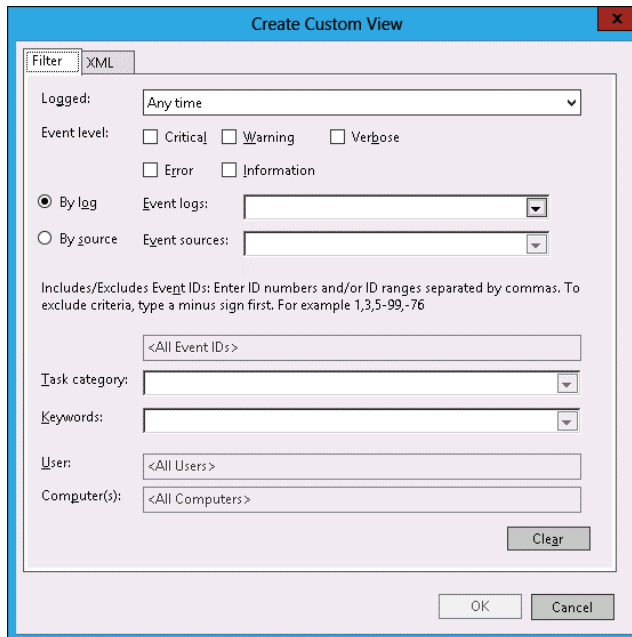 Create Custom View
x
Filter XML
Logged: Any time
Event level: Critical Warning Verbose
Error Information
By log Event logs:
By source Event sources:
Includes/Excludes Event IDs: Enter ID numbers and/or ID ranges separated by commas. To
exclude criteria, type a minus sign first. For example 1,3,5-99,-76
<All Event IDs>
Task category:
Keywords:
User: <All Users>
Computer(s): <All Computers>
Clear
OK Cancel